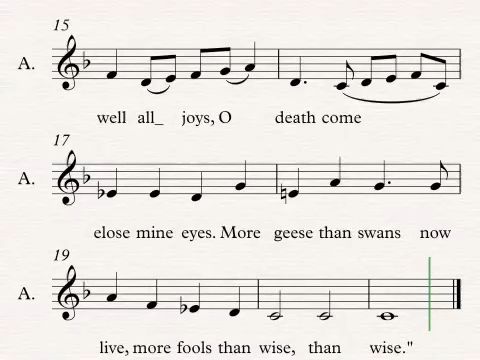 15
A.
well all_ joys, O death come
17
A.
elose mine eyes. More geese than swans now
19
A.
live, more fools than wise, than wise."